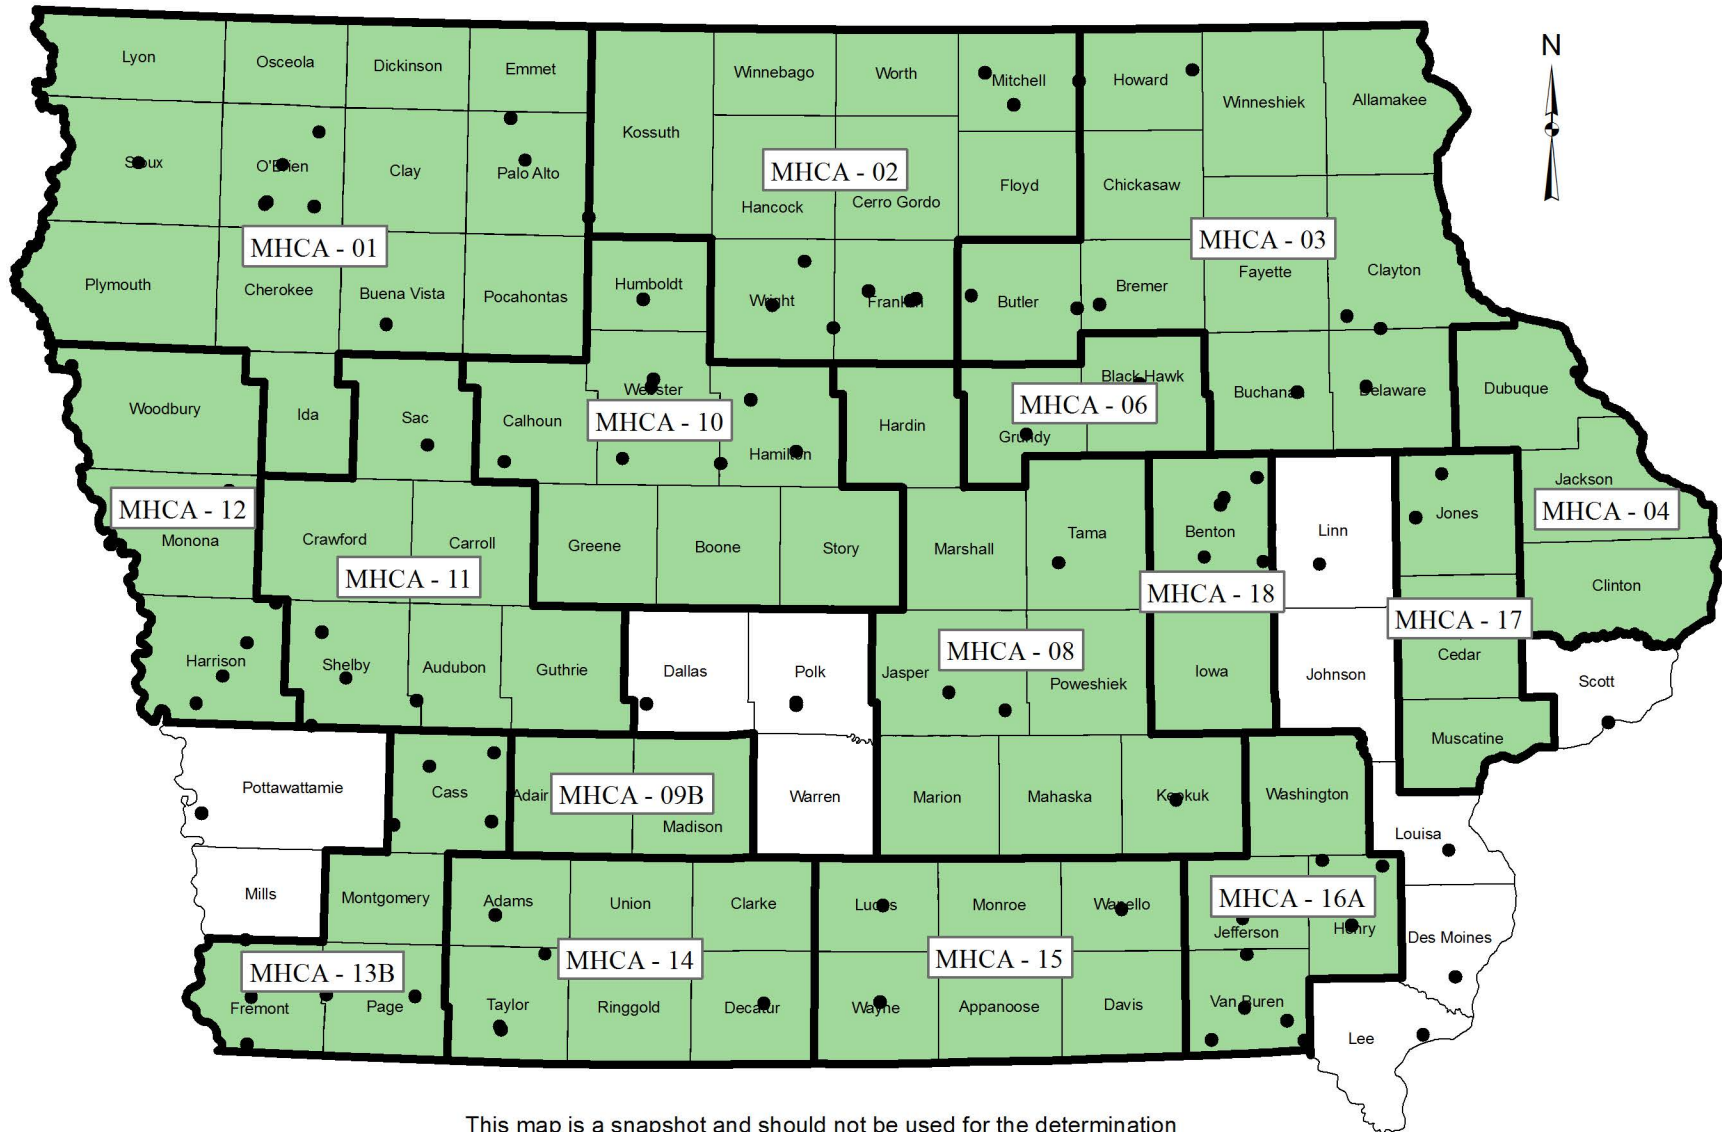 N
Lyon
Osceola
Dickinson
Emmet
Winnebago
Worth
Mitchell
Howard
Winneshiek
Allamakee
Kossuth
Sioux
O'Brien
Clay
Palo Alto
MHCA - 02
Hancock
Cerro Gordo
Floyd
Chickasaw
MHCA - 01
MHCA - 03
Plymouth
Cherokee
Buena Vista
Pocahontas
Humboldt
Wright
Franklin
Butler
Bremer
Fayette
Clayton
Woodbury
Ida
Sac
Calhoun
Webster
MHCA - 10
Hamilton
Hardin
MHCA - 06
Grundy
Black Hawk
Buchanan
Delaware
Dubuque
MHCA - 12
Monona
Crawford
Carroll
MHCA - 11
Greene
Boone
Story
Marshall
Tama
Benton
MHCA - 18
Linn
Jones
Jackson
MHCA - 04
Clinton
MHCA - 17
Harrison
Shelby
Audubon
Guthrie
Dallas
Polk
Jasper
MHCA - 08
Poweshiek
Iowa
Johnson
Cedar
Scott
Muscatine
Pottawattamie
Cass
Adair
MHCA - 09B
Madison
Warren
Marion
Mahaska
Keokuk
Washington
Louisa
Mills
Montgomery
Adams
Union
Clarke
Lucas
Monroe
Wapello
MHCA - 16A
Jefferson
Henry
Des Moines
MHCA - 13B
Fremont
Page
MHCA - 14
Taylor
Ringgold
Decatur
MHCA - 15
Wayne
Appanoose
Davis
Van Buren
Lee
This map is a snapshot and should not be used for the determination